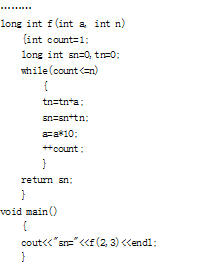 .........
long int f(int a, int n)
{int count=1;
long int sn=0,tn=0;
while(count<=n)
{
tn=tn+a;
sn=sn+tn;
a=a*10;
++count;
}
return sn;
}
void main()
{
cout<<"sn="<<f(2,3)<<endl;
}